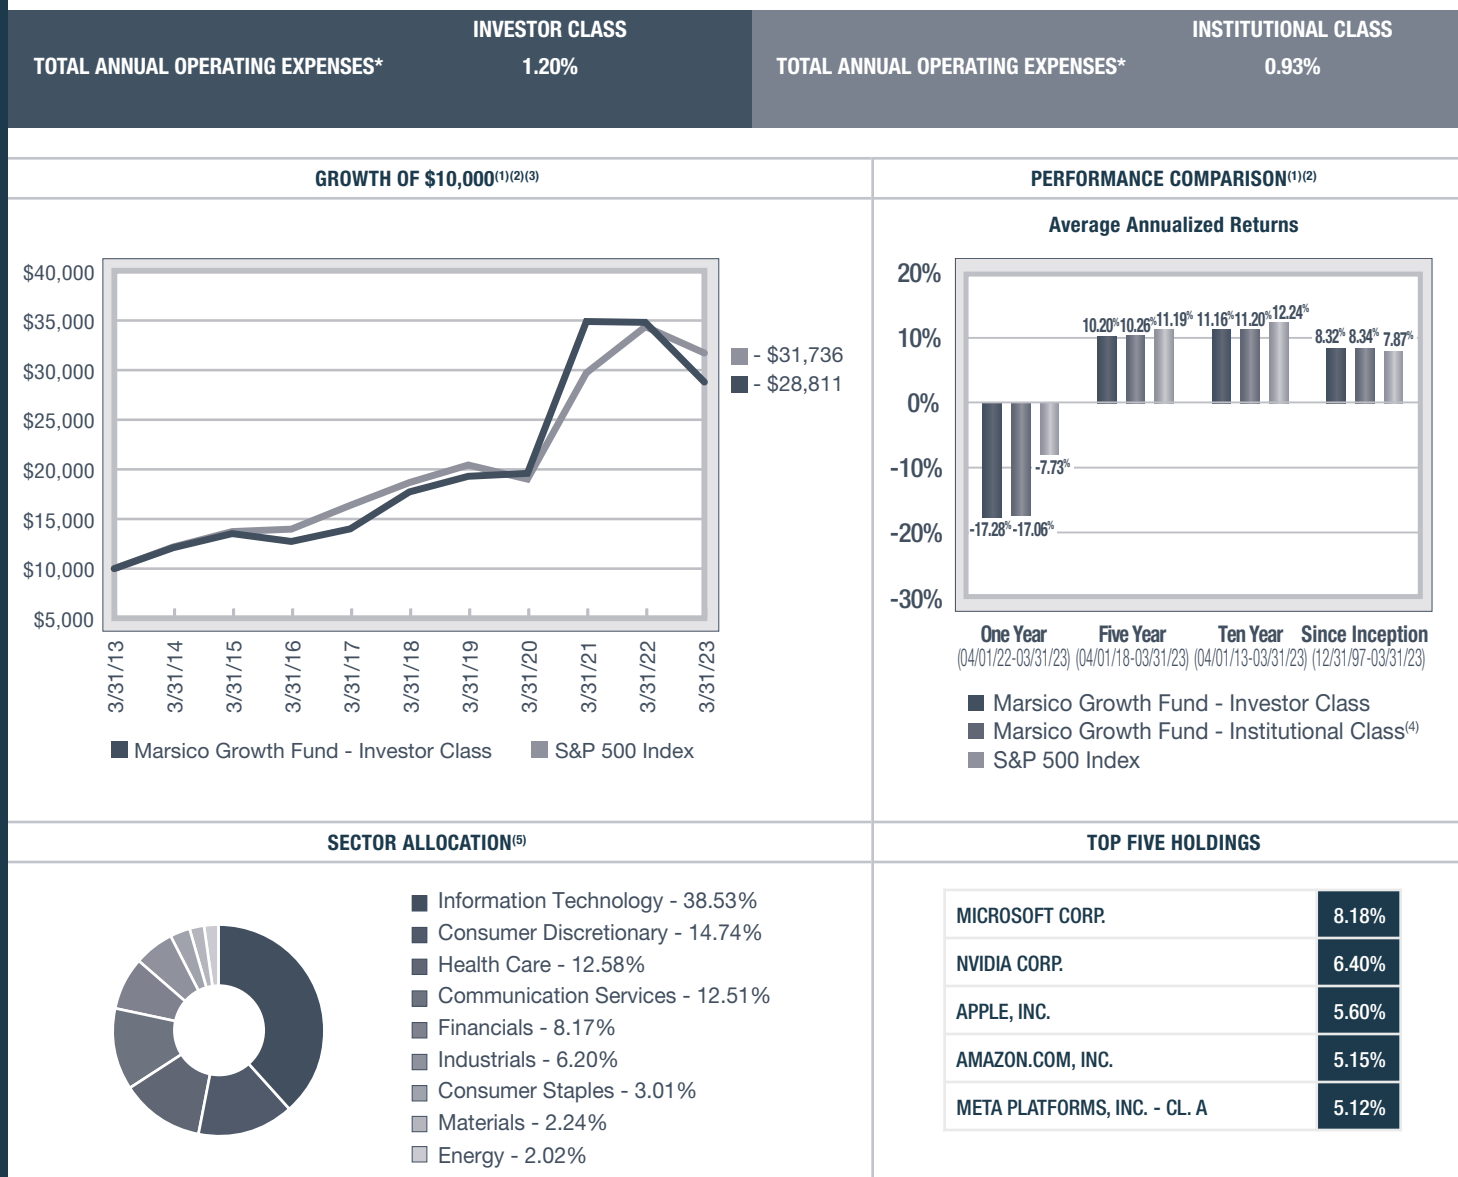 INVESTOR CLASS
TOTAL ANNUAL OPERATING EXPENSES* 1.20%
INSTITUTIONAL CLASS
TOTAL ANNUAL OPERATING EXPENSES* 0.93%
GROWTH OF $10,000(1)(2)(3)
$40,000
$35,000
$30,000
$25,000
$20,000
$15,000
$10,000
$5,000
- $31,736
- $28,811
3/31/13
3/31/14
3/31/15
3/31/16
3/31/17
3/31/18
3/31/19
3/31/20
3/31/21
3/31/22
3/31/23
Marsico Growth Fund - Investor Class
S&P 500 Index
PERFORMANCE COMPARISON(1)(2)
Average Annualized Returns
20%
10%
0%
-10%
-20%
-30%
-17.28% -17.06% -7.73%
10.20% 10.26% 11.19%
11.16% 11.20% 12.24%
8.32% 8.34% 7.87%
One Year Five Year Ten Year Since Inception
(04/01/22-03/31/23) (04/01/18-03/31/23) (04/01/13-03/31/23) (12/31/97-03/31/23)
Marsico Growth Fund - Investor Class
Marsico Growth Fund - Institutional Class(4)
S&P 500 Index
SECTOR ALLOCATION(5)
Information Technology - 38.53%
Consumer Discretionary - 14.74%
Health Care - 12.58%
Communication Services - 12.51%
Financials - 8.17%
Industrials - 6.20%
Consumer Staples - 3.01%
Materials - 2.24%
Energy - 2.02%
TOP FIVE HOLDINGS
MICROSOFT CORP. 8.18%
NVIDIA CORP. 6.40%
APPLE, INC. 5.60%
AMAZON.COM, INC. 5.15%
META PLATFORMS, INC. - CL. A 5.12%